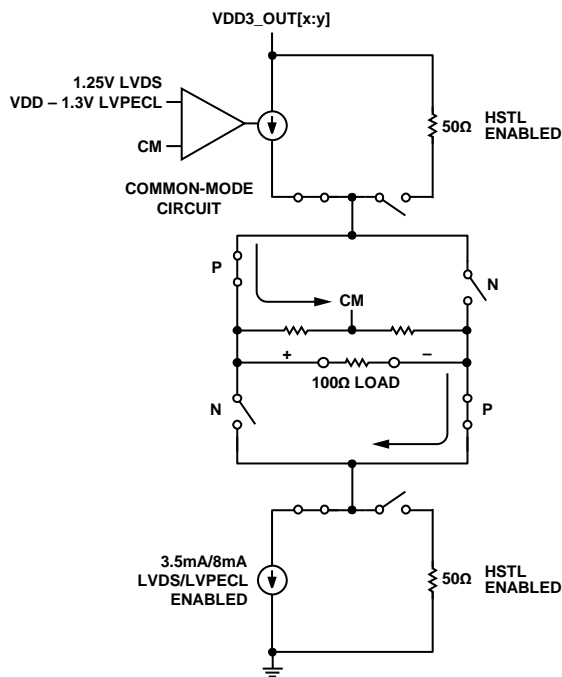 VDD3_OUT[x:y]
1.25V LVDS
VDD – 1.3V LVPECL
CM
COMMON-MODE
CIRCUIT
50Ω
HSTL
ENABLED
P
N
CM
+
–
100Ω LOAD
N
P
3.5mA/8mA
LVDS/LVPECL
ENABLED
50Ω
HSTL
ENABLED